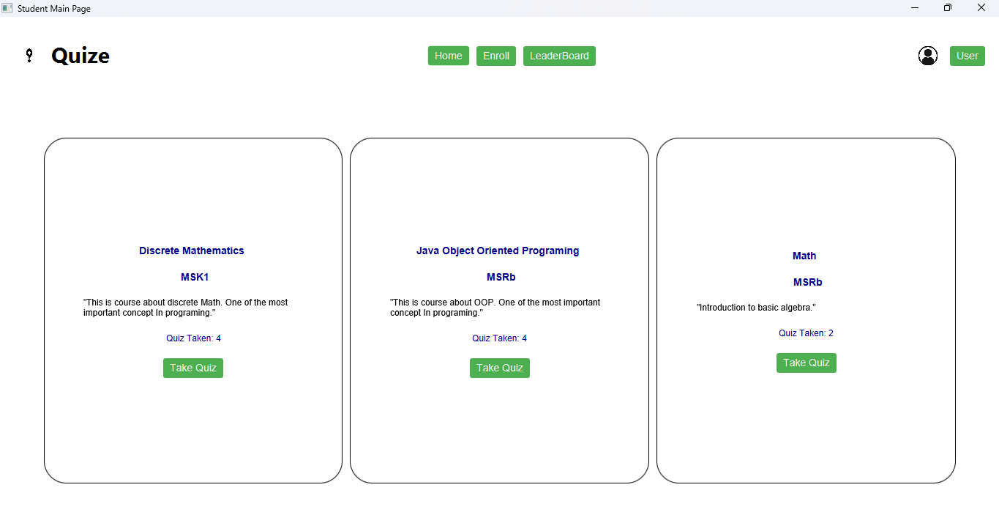 Student Main Page
Quize
Home
Enroll
LeaderBoard
User
Discrete Mathematics
MSK1
"This is course about discrete Math. One of the most
important concept In programing."
Quiz Taken: 4
Take Quiz
Java Object Oriented Programing
MSRb
"This is course about OOP. One of the most important
concept In programing."
Quiz Taken: 4
Take Quiz
Math
MSRb
"Introduction to basic algebra."
Quiz Taken: 2
Take Quiz